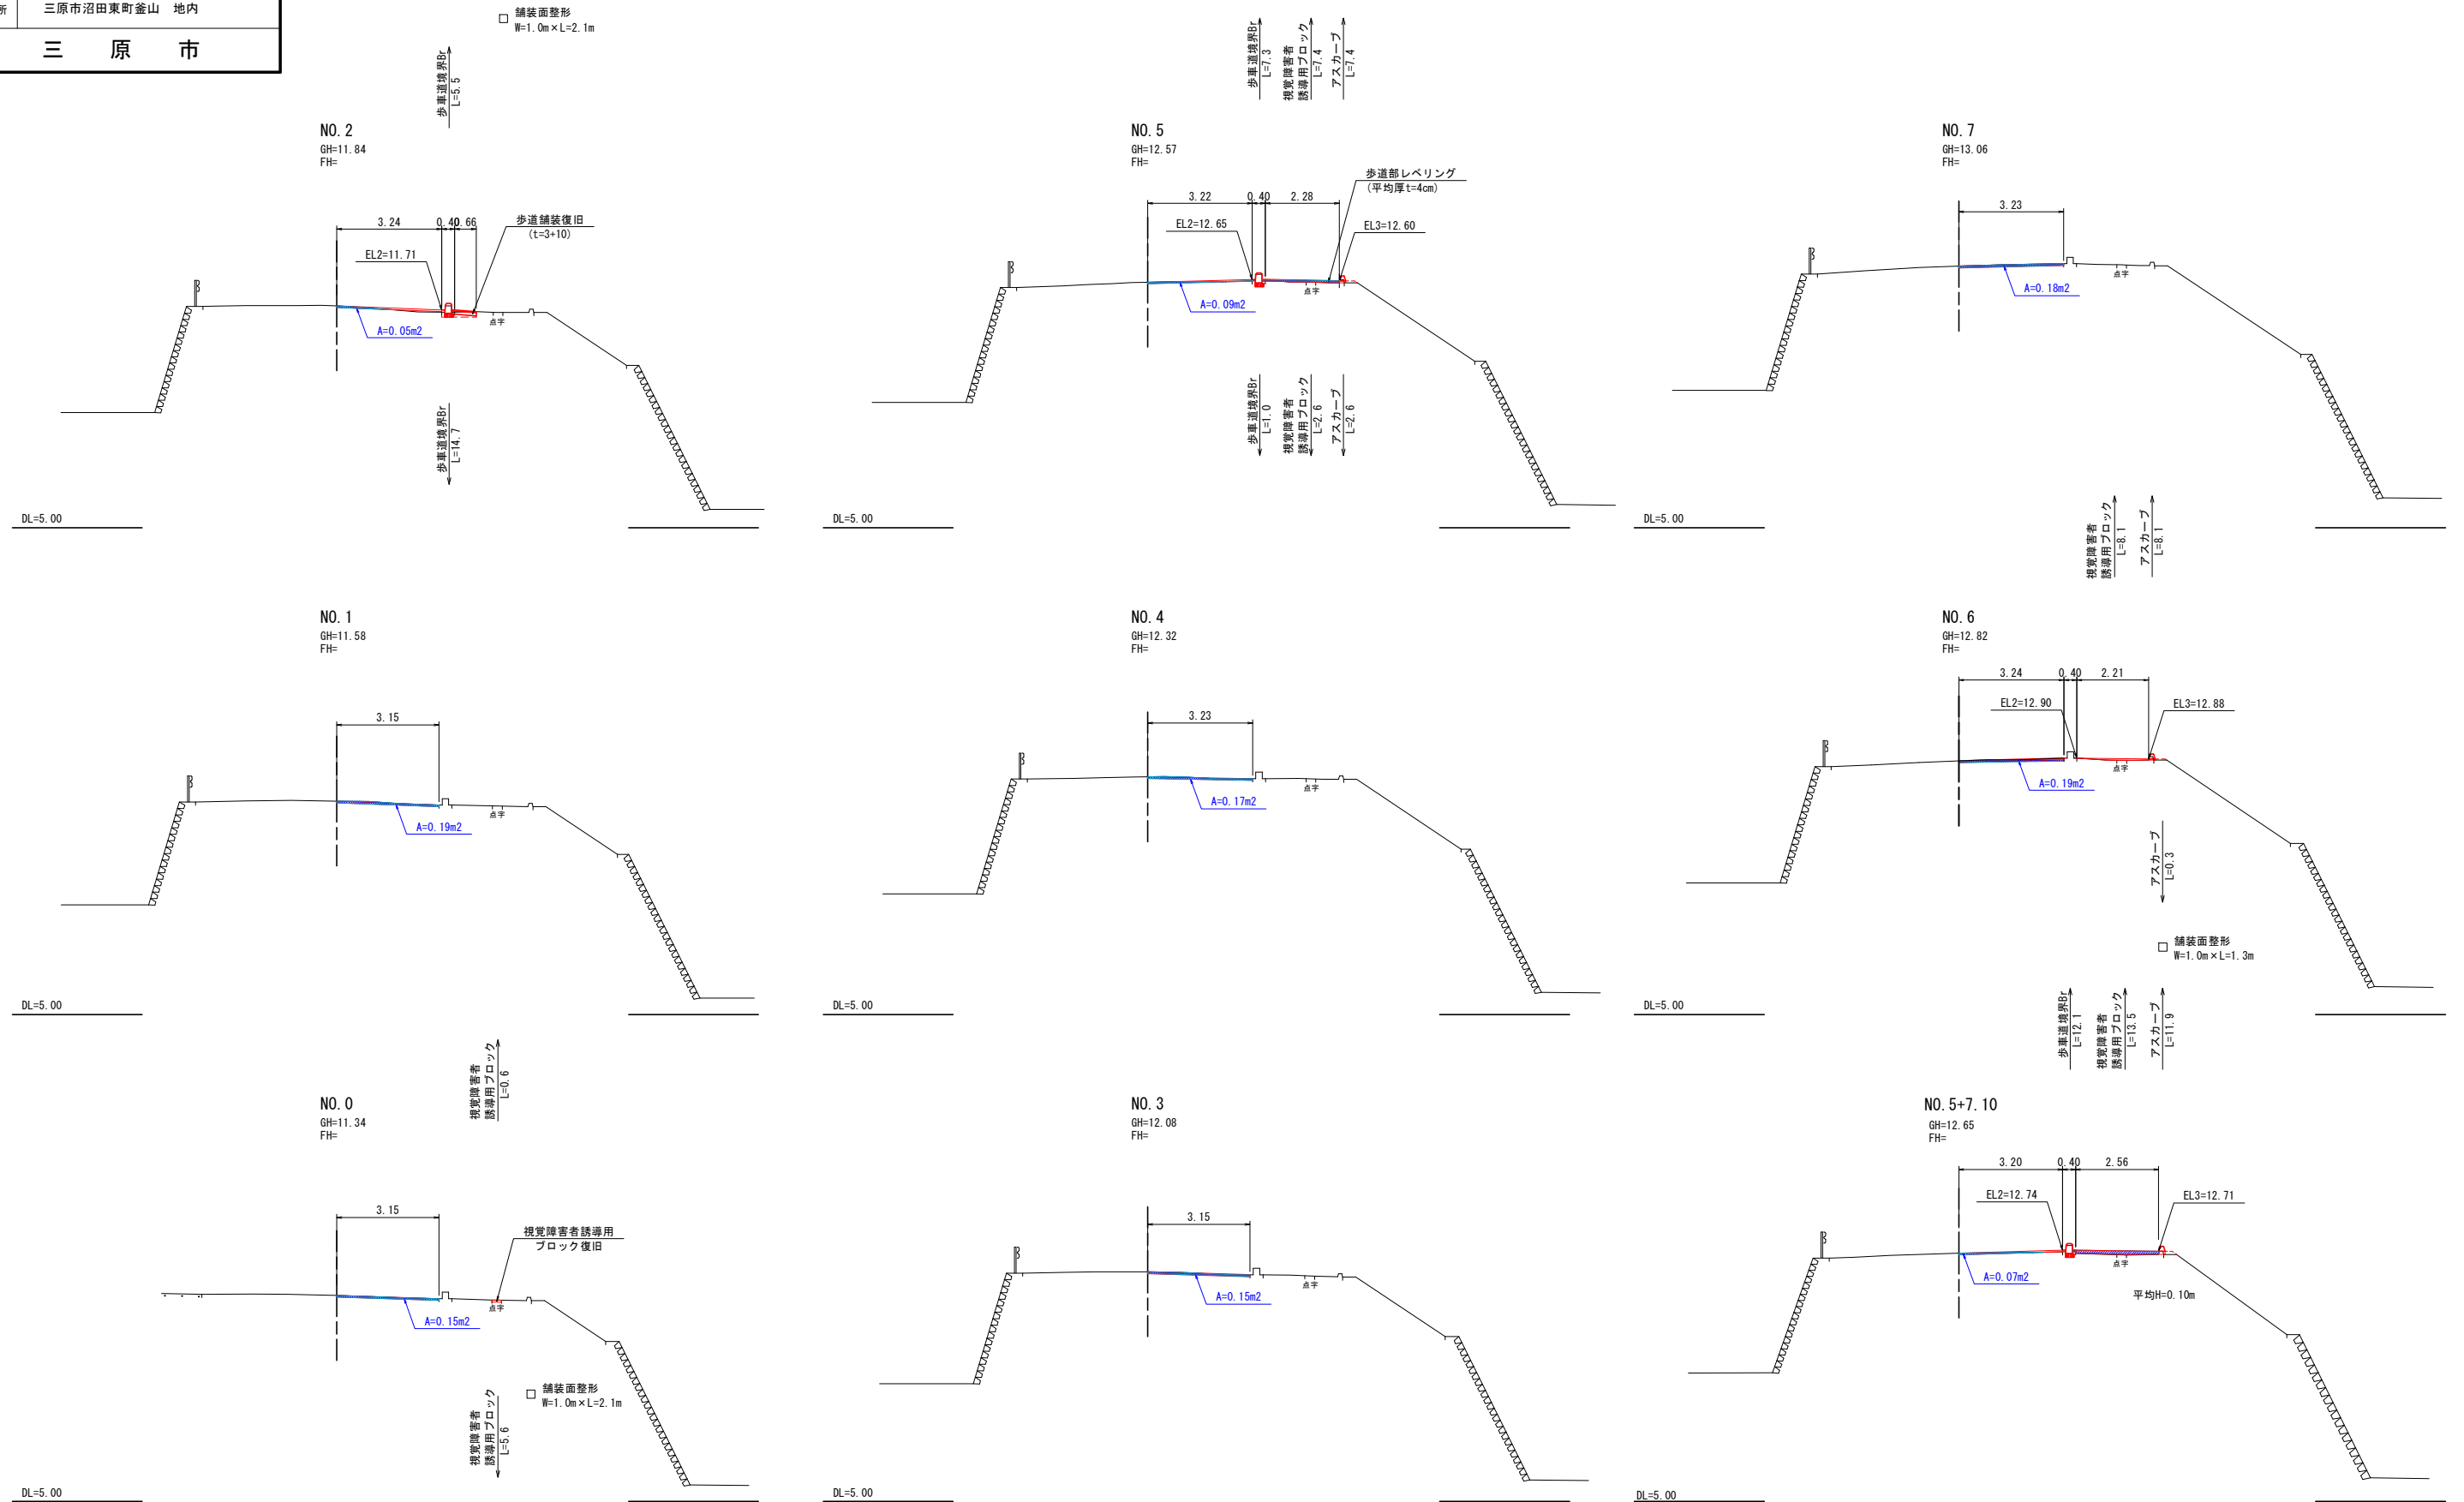 所
三原市沼田東町釜山　地内
三　原　市
舗装面整形
W=1.0m×L=2.1m
歩車道境界Br
L=5.5
NO.2
GH=11.84
FH=
3.24
0.40
0.66
歩道舗装復旧
(t=3+10)
EL2=11.71
A=0.05m2
点字
歩車道境界Br
L=14.7
DL=5.00
歩車道境界Br
L=7.3
視覚障害者
誘導用ブロック
L=7.4
アスカーブ
L=7.4
NO.5
GH=12.57
FH=
歩道部レベリング
(平均厚t=4cm)
3.22
0.40
2.28
EL2=12.65
EL3=12.60
A=0.09m2
点字
歩車道境界Br
L=1.0
視覚障害者
誘導用ブロック
L=2.6
アスカーブ
L=2.6
DL=5.00
NO.7
GH=13.06
FH=
3.23
A=0.18m2
点字
DL=5.00
視覚障害者
誘導用ブロック
L=8.1
アスカーブ
L=8.1
NO.1
GH=11.58
FH=
3.15
A=0.19m2
点字
DL=5.00
NO.4
GH=12.32
FH=
3.23
A=0.17m2
点字
DL=5.00
NO.6
GH=12.82
FH=
3.24
0.40
2.21
EL2=12.90
EL3=12.88
A=0.19m2
点字
アスカーブ
L=0.3
舗装面整形
W=1.0m×L=1.3m
DL=5.00
歩車道境界Br
L=12.1
視覚障害者
誘導用ブロック
L=13.5
アスカーブ
L=11.9
視覚障害者
誘導用ブロック
L=0.6
NO.0
GH=11.34
FH=
3.15
視覚障害者誘導用
ブロック復旧
A=0.15m2
点字
視覚障害者
誘導用ブロック
L=5.6
舗装面整形
W=1.0m×L=2.1m
DL=5.00
NO.3
GH=12.08
FH=
3.15
A=0.15m2
点字
DL=5.00
NO.5+7.10
GH=12.65
FH=
3.20
0.40
2.56
EL2=12.74
EL3=12.71
A=0.07m2
点字
平均H=0.10m
DL=5.00